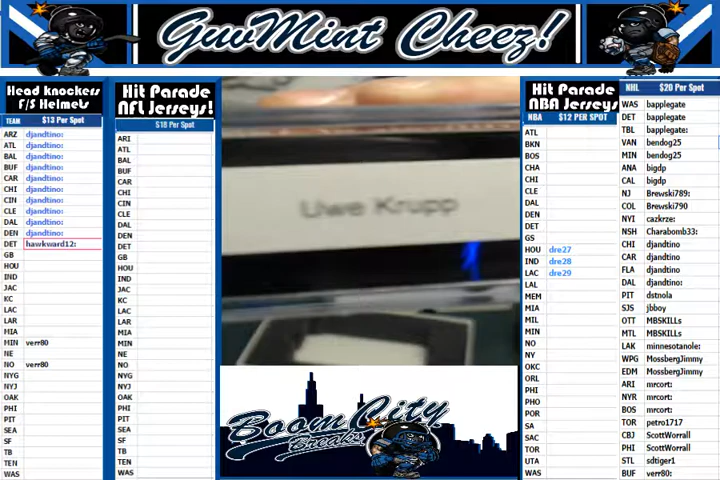 GuvMint Cheez!
Head Knockers
F/S Helmets
TEAM $13 Per Spot
ARZ djandtino:
ATL djandtino:
BAL djandtino:
BUF djandtino:
CAR djandtino:
CHI djandtino:
CIN djandtino:
CLE djandtino:
DAL djandtino:
DEN djandtino:
DET hawkward12:
GB
HOU
IND
JAC
KC
LAC
LAR
MIA
MIN verr80
NE
NO verr80
NYG
NYJ
OAK
PHI
PIT
SEA
SF
TB
TEN
WAS
Hit Parade
NFL Jerseys!
$18 Per Spot
ARI
ATL
BAL
BUF
CAR
CHI
CIN
CLE
DAL
DEN
DET
GB
HOU
IND
JAC
KC
LAC
LAR
MIA
MIN
NE
NO
NYG
NYJ
OAK
PHI
PIT
SEA
SF
TB
TEN
WAS
Uwe Krupp
Boom City
Breaks
Hit Parade
NBA Jerseys
NBA $12 PER SPOT
ATL
BKN
BOS
CHA
CHI
CLE
DAL
DEN
DET
GS
HOU dre27
IND dre28
LAC dre29
LAL
MEM
MIA
MIL
MIN
NO
NY
OKC
ORL
PHI
PHO
POR
SA
SAC
TOR
UTA
WAS
NHL $20 Per Spot
WAS bapplegate
DET bapplegate
TBL bapplegate:
VAN bendog25
MIN bendog25
ANA bigdp
CAL bigdp
NJ Brewski789:
COL Brewski790
NYI cazkrze:
NSH Charabomb33:
CHI djandtino
CAR djandtino
FLA djandtino
DAL djandtino:
PIT dstnola
SJS jbboy
OTT MBSKILLs
MTL MBSKILLs
LAK minnesotanole:
WPG MossbergJimmy
EDM MossbergJimmy
ARI mrcort:
NYR mrcort:
BOS mrcort:
TOR petro1717
CBJ ScottWorrall
PHI ScottWorrall
STL sdtiger1
BUF verr80: